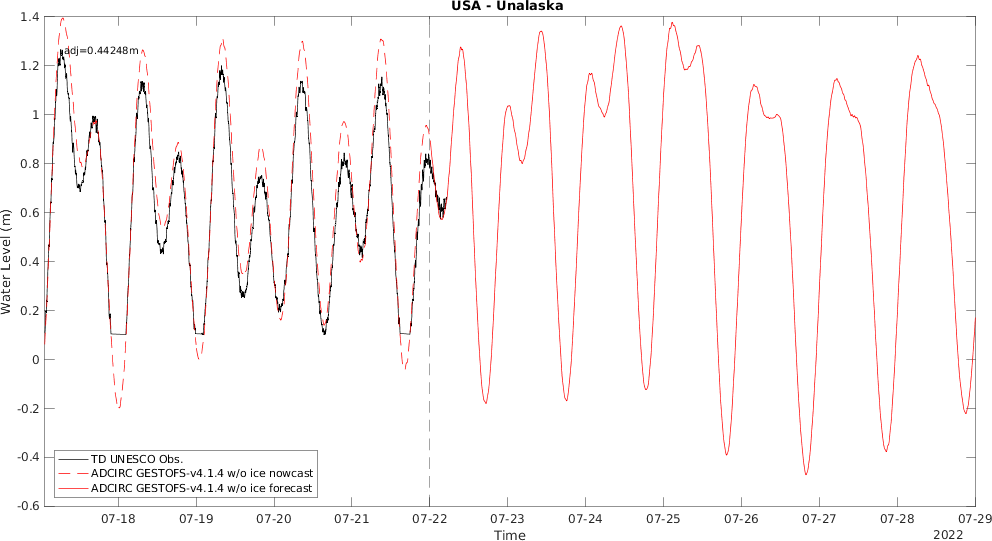 USA - Unalaska
adj=0.44248m
Water Level (m)
1.4
1.2
1
0.8
0.6
0.4
0.2
0
-0.2
-0.4
-0.6
TD UNESCO Obs.
ADCIRC GESTOFS-v4.1.4 w/o ice nowcast
ADCIRC GESTOFS-v4.1.4 w/o ice forecast
07-18 07-19 07-20 07-21 07-22 07-23 07-24 07-25 07-26 07-27 07-28 07-29
Time
2022